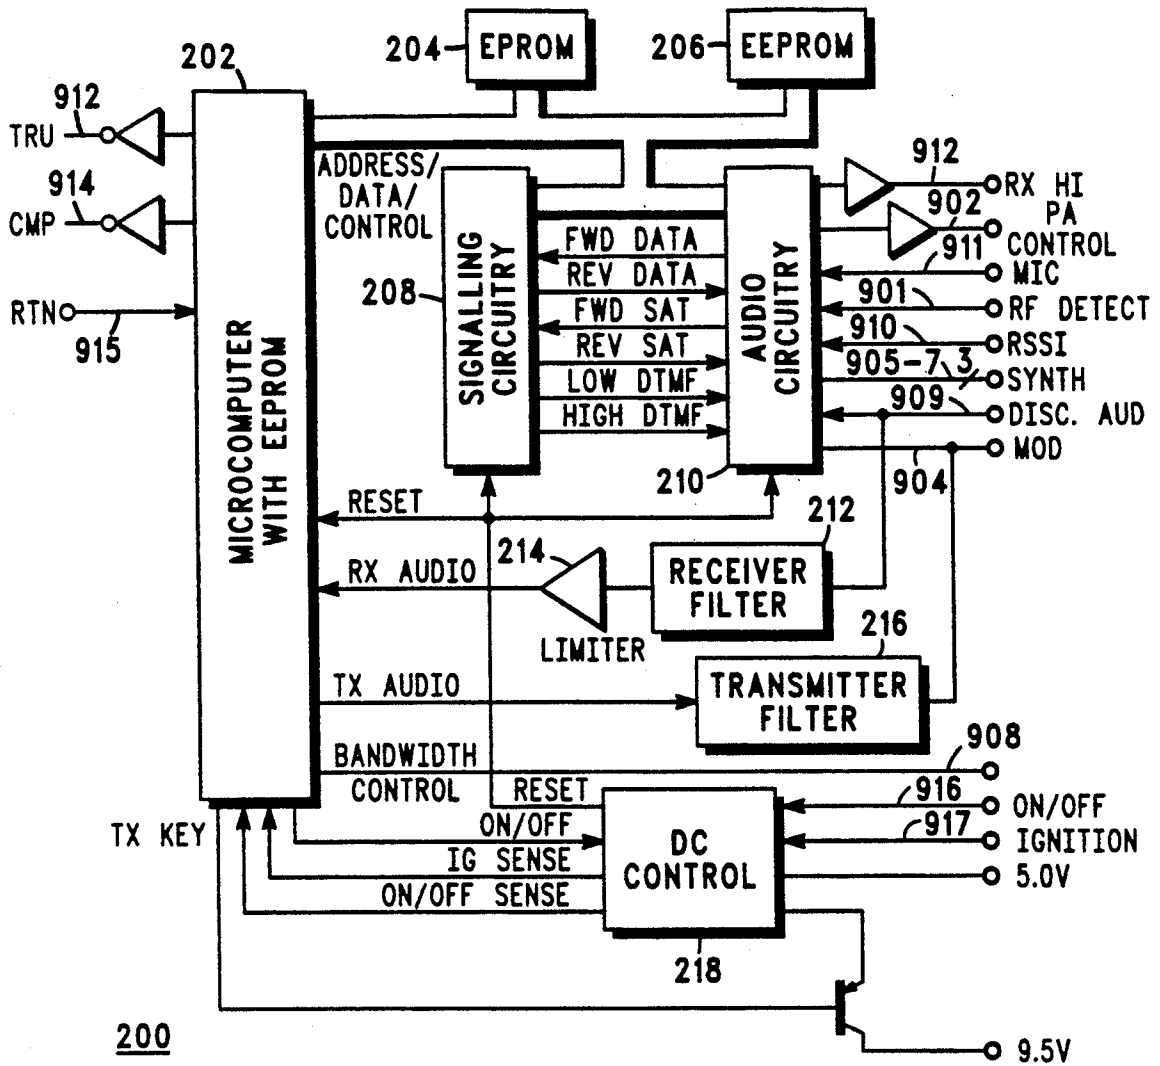 204
EPROM
206
EEPROM
202
912
TRU
914
CMP
RTN
915
MICROCOMPUTER
WITH EEPROM
ADDRESS/
DATA/
CONTROL
208
SIGNALLING
CIRCUITRY
FWD DATA
REV DATA
FWD SAT
REV SAT
LOW DTMF
HIGH DTMF
AUDIO
CIRCUITRY
210
912
RX HI
902
PA
CONTROL
911
MIC
901
RF DETECT
910
RSSI
905-7, 3
SYNTH
909
DISC. AUD
MOD
904
RESET
214
212
RX AUDIO
RECEIVER
FILTER
LIMITER
216
TX AUDIO
TRANSMITTER
FILTER
BANDWIDTH
CONTROL
908
RESET
916
ON/OFF
TX KEY
ON/OFF
917
IGNITION
IG SENSE
DC
CONTROL
5.0V
ON/OFF SENSE
218
200
9.5V